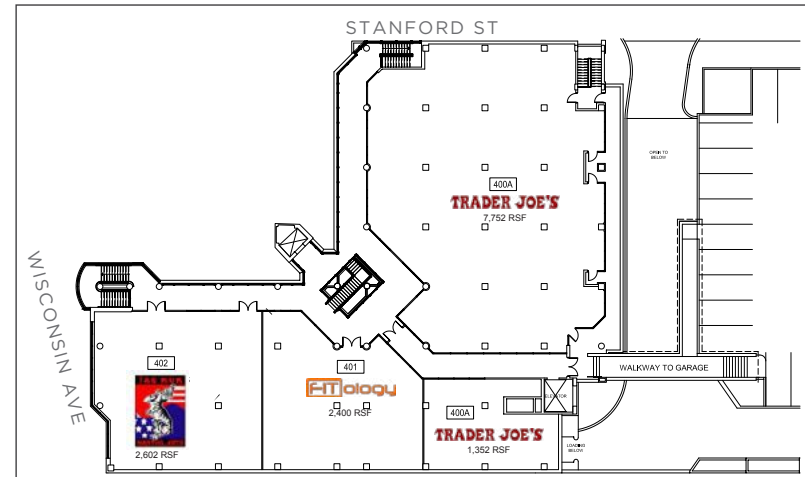 STANFORD ST
WISCONSIN AVE
OPEN TO
BELOW
400A
TRADER JOE'S
7,752 RSF
WALKWAY TO GARAGE
402
2,602 RSF
401
FITology
2,400 RSF
400A
TRADER JOE'S
1,352 RSF
ELEVATOR
LOADING
BELOW